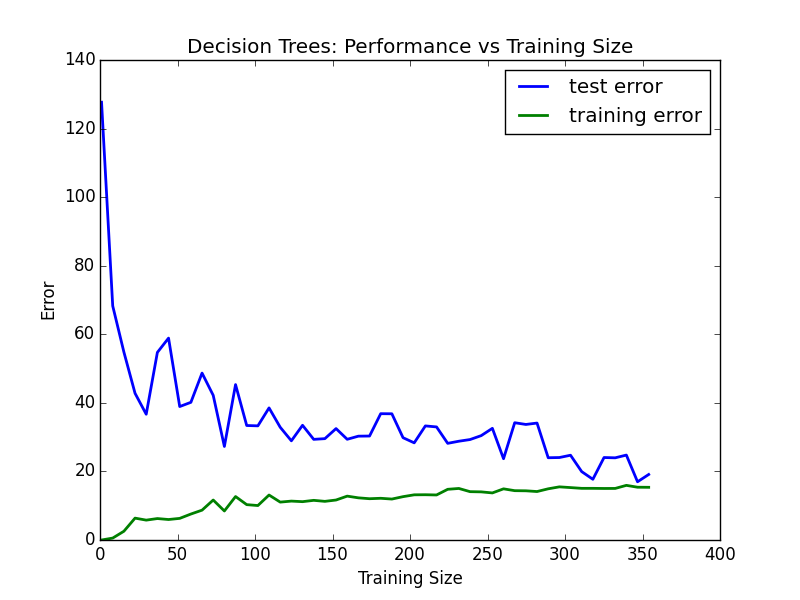 Decision Trees: Performance vs Training Size
test error
training error
140
120
100
80
60
40
20
0
Error
0 50 100 150 200 250 300 350 400
Training Size